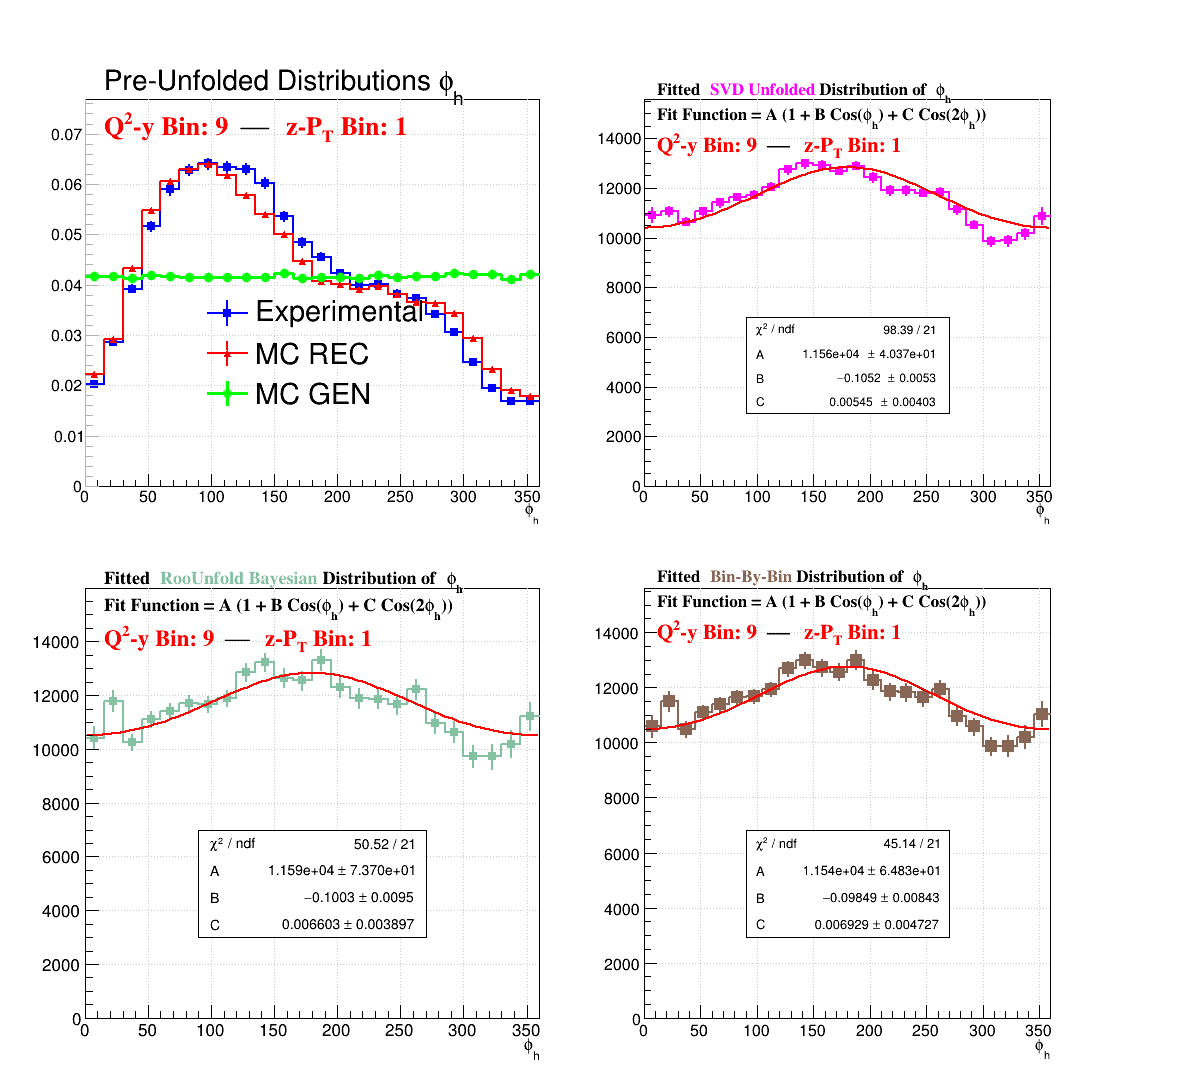 Pre-Unfolded Distributions ϕh
Q²-y Bin: 9 — z-PT Bin: 1
0.07
0.06
0.05
0.04
0.03
0.02
0.01
0
Experimental
MC REC
MC GEN
0 50 100 150 200 250 300 350
ϕh
Fitted SVD Unfolded Distribution of ϕh
Fit Function = A (1 + B Cos(ϕh) + C Cos(2ϕh))
Q²-y Bin: 9 — z-PT Bin: 1
14000
12000
10000
8000
6000
4000
2000
0
χ² / ndf 98.39 / 21
A 1.156e+04 ± 4.037e+01
B −0.1052 ± 0.0053
C 0.00545 ± 0.00403
0 50 100 150 200 250 300 350
ϕh
Fitted RooUnfold Bayesian Distribution of ϕh
Fit Function = A (1 + B Cos(ϕh) + C Cos(2ϕh))
Q²-y Bin: 9 — z-PT Bin: 1
14000
12000
10000
8000
6000
4000
2000
0
χ² / ndf 50.52 / 21
A 1.159e+04 ± 7.370e+01
B −0.1003 ± 0.0095
C 0.006603 ± 0.003897
0 50 100 150 200 250 300 350
ϕh
Fitted Bin-By-Bin Distribution of ϕh
Fit Function = A (1 + B Cos(ϕh) + C Cos(2ϕh))
Q²-y Bin: 9 — z-PT Bin: 1
14000
12000
10000
8000
6000
4000
2000
0
χ² / ndf 45.14 / 21
A 1.154e+04 ± 6.483e+01
B −0.09849 ± 0.00843
C 0.006929 ± 0.004727
0 50 100 150 200 250 300 350
ϕh